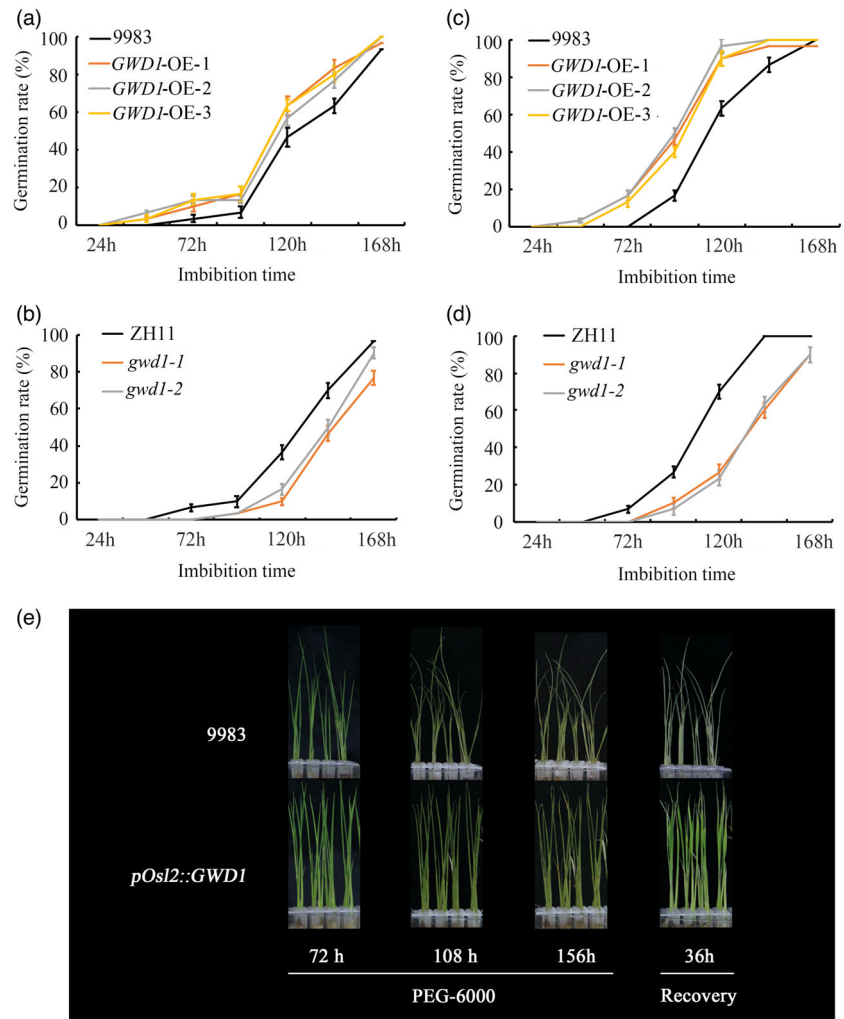 (a)
100
80
60
40
20
0
Germination rate (%)
9983
GWD1-OE-1
GWD1-OE-2
GWD1-OE-3
24h 72h 120h 168h
Imbibition time
(c)
100
80
60
40
20
0
Germination rate (%)
9983
GWD1-OE-1
GWD1-OE-2
GWD1-OE-3
24h 72h 120h 168h
Imbibition time
(b)
100
80
60
40
20
0
Germination rate (%)
ZH11
gwd1-1
gwd1-2
24h 72h 120h 168h
Imbibition time
(d)
100
80
60
40
20
0
Germination rate (%)
ZH11
gwd1-1
gwd1-2
24h 72h 120h 168h
Imbibition time
(e)
9983
pOsl2::GWD1
72 h 108 h 156h 36h
PEG-6000 Recovery